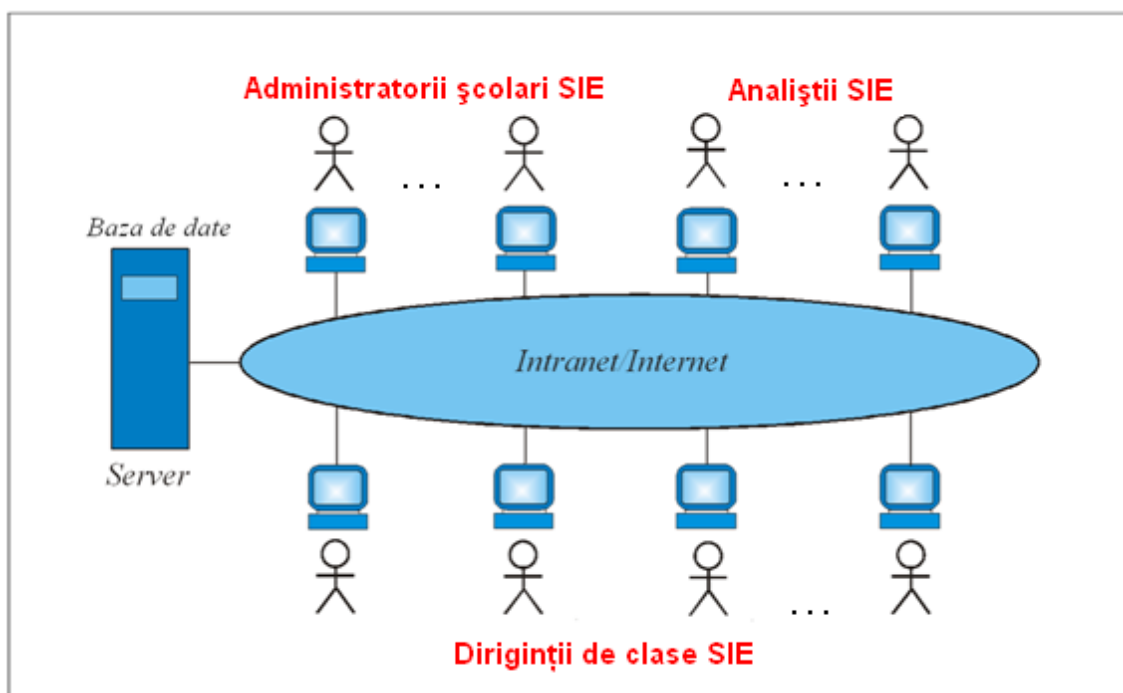 Administratorii şcolari SIE
Analiştii SIE
...
...
Baza de date
Intranet/Internet
Server
...
Diriginții de clase SIE